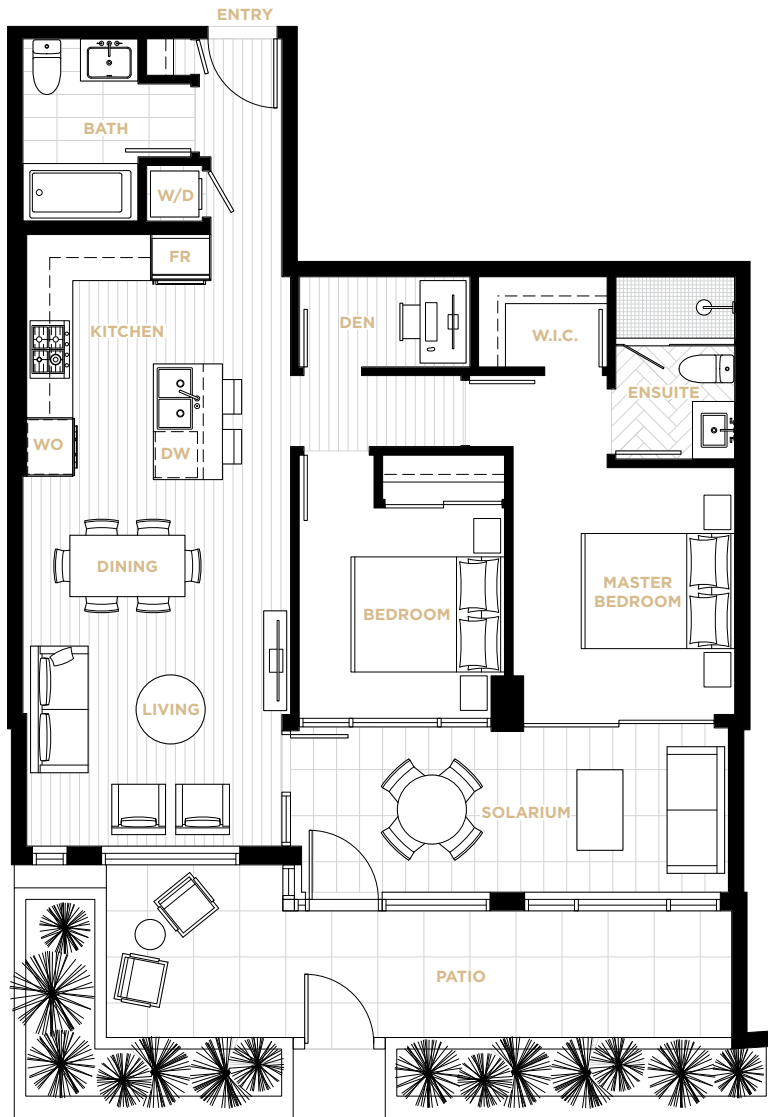 ENTRY
BATH
W/D
FR
KITCHEN
DEN
W.I.C.
ENSUITE
WO
DW
DINING
BEDROOM
MASTER
BEDROOM
LIVING
SOLARIUM
PATIO